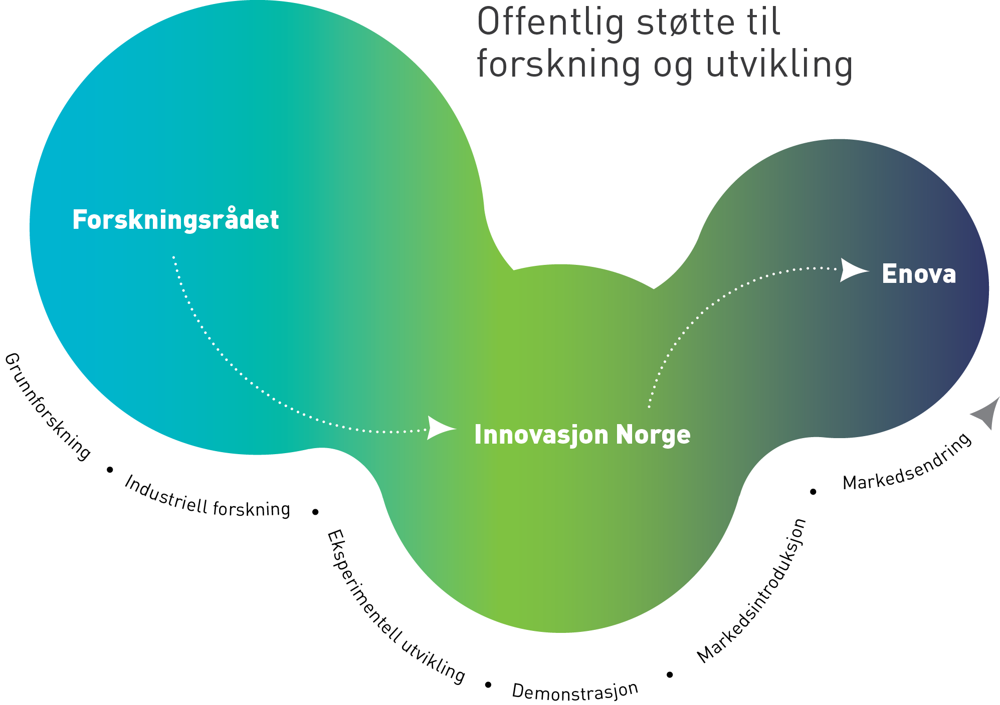 Offentlig støtte til
forskning og utvikling
Forskningsrådet
Innovasjon Norge
Enova
Grunnforskning
• Industriell forskning
• Eksperimentell utvikling
• Demonstrasjon
• Markedsintroduksjon
• Markedsendring